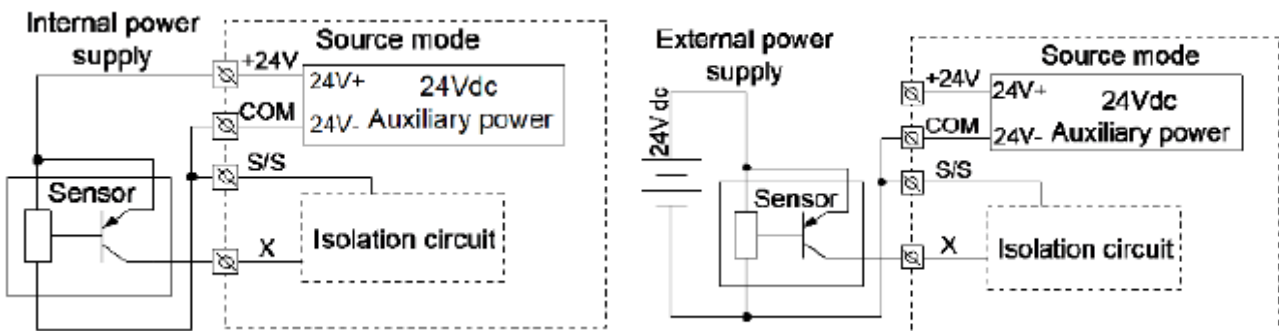 Internal power
supply
Source mode
+24V
24V+
24Vdc
COM
24V-
Auxiliary power
S/S
Sensor
X
Isolation circuit
External power
supply
Source mode
24V dc
+24V
24V+
24Vdc
COM
24V-
Auxiliary power
S/S
Sensor
X
Isolation circuit